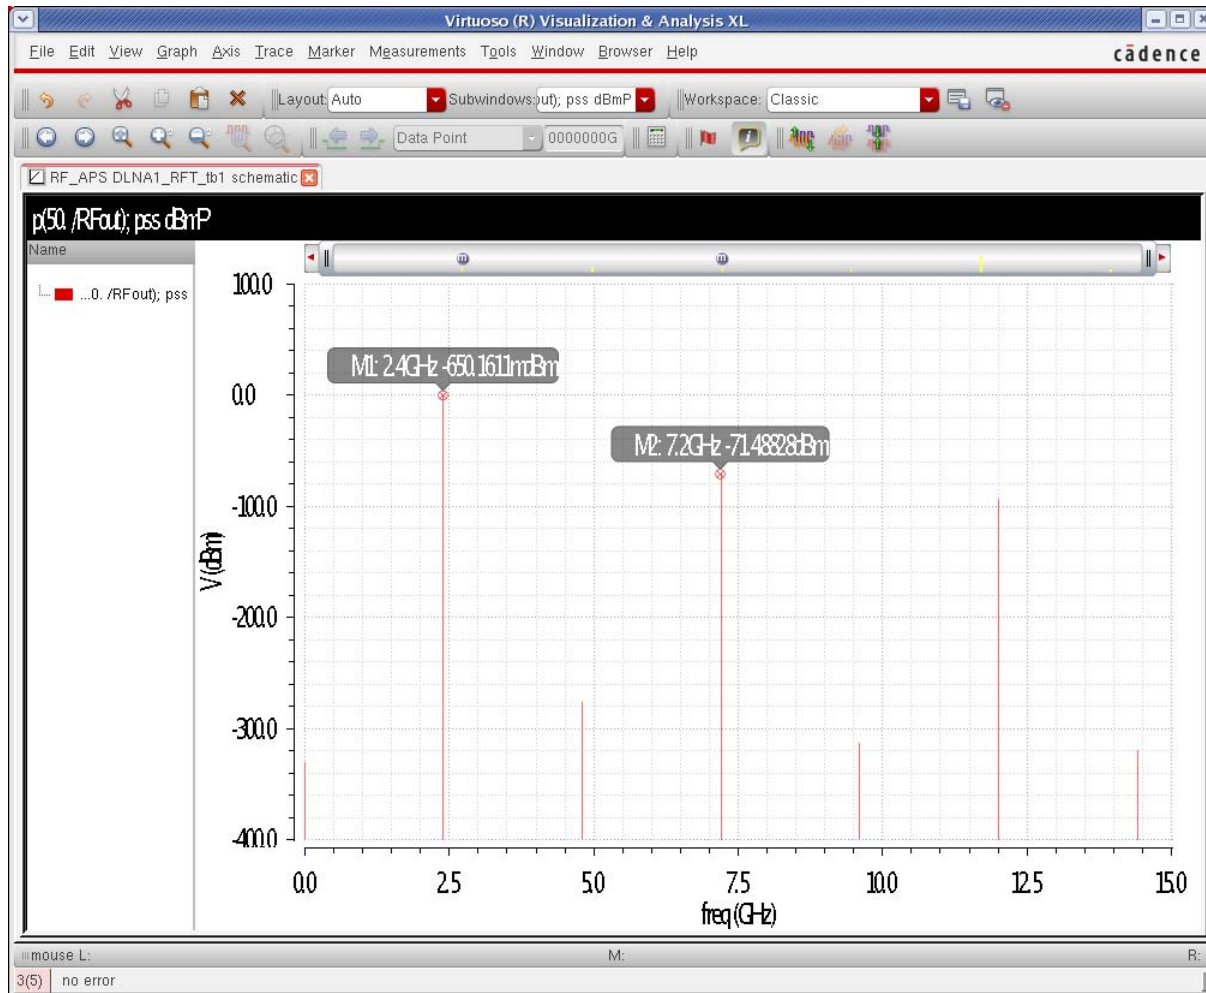 Virtuoso (R) Visualization & Analysis XL
File Edit View Graph Axis Trace Marker Measurements Tools Window Browser Help
cādence
Layout: Auto Subwindows: out); pss dBmP Workspace: Classic
Data Point 0000000G
RF_APS DLNA1_RFT_tb1 schematic
p(50. /RFout); pss dBmP
Name
...0. /RFout); pss
100.0
M1: 2.4GHz -650.1611mdBm
0.0
M2: 7.2GHz -71.48828dBm
-100.0
V (dBm)
-200.0
-300.0
-400.0
0.0 2.5 5.0 7.5 10.0 12.5 15.0
freq (GHz)
mouse L: M: R:
3(5) no error